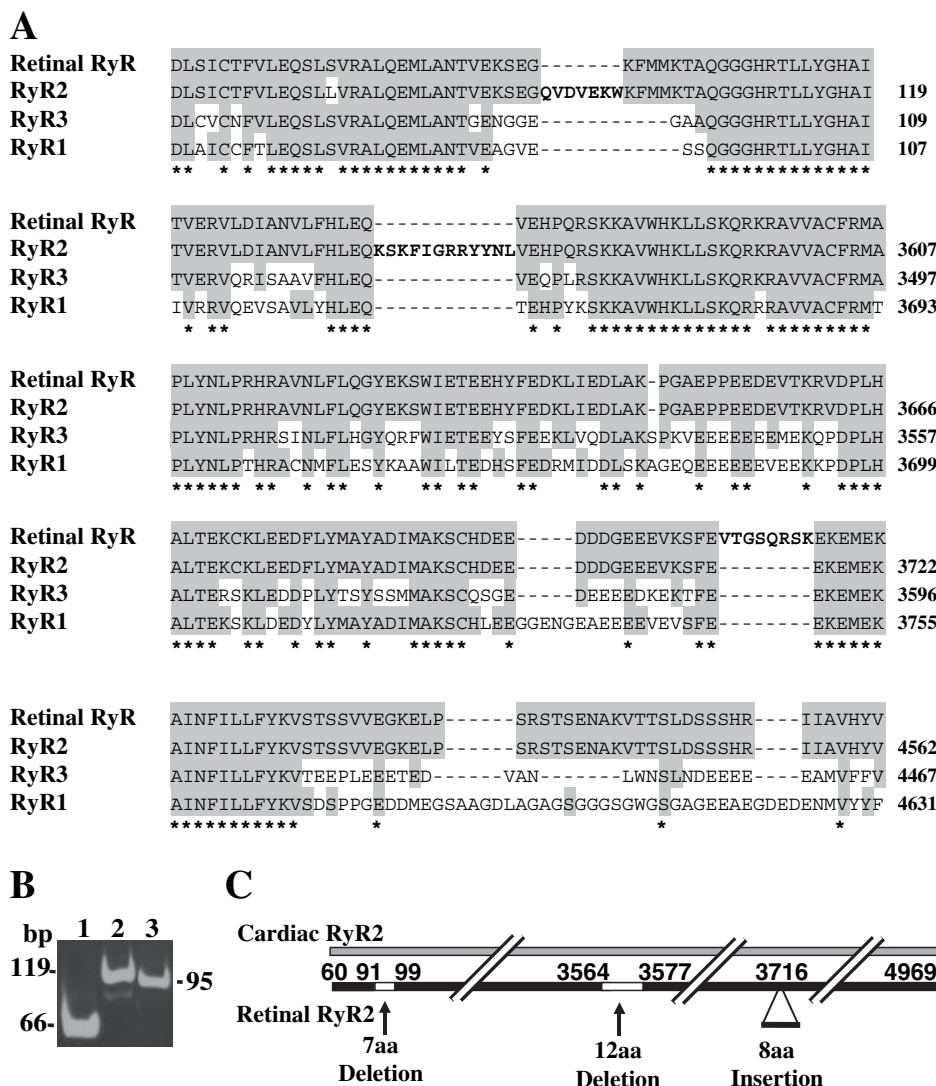 A
Retinal RyR DLSICTFVLEQSLSVRALQEMLANTVEKSEG-------KFMMKTAQGGGHRTLLYGHAI
RyR2 DLSICTFVLEQSLLVRALQEMLANTVEKSEGQVDVEKWKFMMKTAQGGGHRTLLYGHAI 119
RyR3 DLCVCNFVLEQSLSVRALQEMLANTGENGGE-----------GAAQGGGHRTLLYGHAI 109
RyR1 DLAICCFTLEQSLSVRALQEMLANTVEAGVE------------SSQGGGHRTLLYGHAI 107
** * * ***** *********** * **************
Retinal RyR TVERVLDIANVLFHLEQ------------VEHPQRSKKAVWHKLLSKQRKRAVVACFRMA
RyR2 TVERVLDIANVLFHLEQKSKFIGRRYYNLVEHPQRSKKAVWHKLLSKQRKRAVVACFRMA 3607
RyR3 TVERVQRISAAVFHLEQ------------VEQPLRSKKAVWHKLLSKQRKRAVVACFRMA 3497
RyR1 IVRRVQEVSAVLYHLEQ------------TEHPYKSKKAVWHKLLSKQRRRAVVACFRMT 3693
* ** **** * * ************** *********
Retinal RyR PLYNLPRHRAVNLFLQGYEKSWIETEEHYFEDKLIEDLAK-PGAEPPEEDEVTKRVDPLH
RyR2 PLYNLPRHRAVNLFLQGYEKSWIETEEHYFEDKLIEDLAK-PGAEPPEEDEVTKRVDPLH 3666
RyR3 PLYNLPRHRSINLFLHGYQRFWIETEEYSFEEKLVQDLAKSPKVEEEEEEEMEKQPDPLH 3557
RyR1 PLYNLPTHRACNMFLESYKAAWILTEDHSFEDRMIDDLSKAGEQEEEEEEVEEKKPDPLH 3699
****** ** * ** * ** ** ** ** * * ** * ****
Retinal RyR ALTEKCKLEEDFLYMAYADIMAKSCHDEE-----DDDGEEEVKSFEVTGSQRSKEKEMEK
RyR2 ALTEKCKLEEDFLYMAYADIMAKSCHDEE-----DDDGEEEVKSFE--------EKEMEK 3722
RyR3 ALTERSKLEDDPLYTSYSSMMAKSCQSGE-----DEEEEDKEKTFE--------EKEMEK 3596
RyR1 ALTEKSKLDEDYLYMAYADIMAKSCHLEEGGENGEAEEEEVEVSFE--------EKEMEK 3755
**** ** * ** * ***** * * ** ******
Retinal RyR AINFILLFYKVSTSSVVEGKELP------SRSTSENAKVTTSLDSSSHR----IIAVHYV
RyR2 AINFILLFYKVSTSSVVEGKELP------SRSTSENAKVTTSLDSSSHR----IIAVHYV 4562
RyR3 AINFILLFYKVTEEPLEEETED------VAN-------LWNSLNDEEEE----EAMVFFV 4467
RyR1 AINFILLFYKVSDSPPGEDDMEGSAAGDLAGAGSGGGSGWGSGAGEEAEGDEDENMVYYF 4631
*********** * * *
B
bp 1 2 3
119-
-95
66-
C
Cardiac RyR2
60 91 99 3564 3577 3716 4969
Retinal RyR2
7aa
Deletion
12aa
Deletion
8aa
Insertion